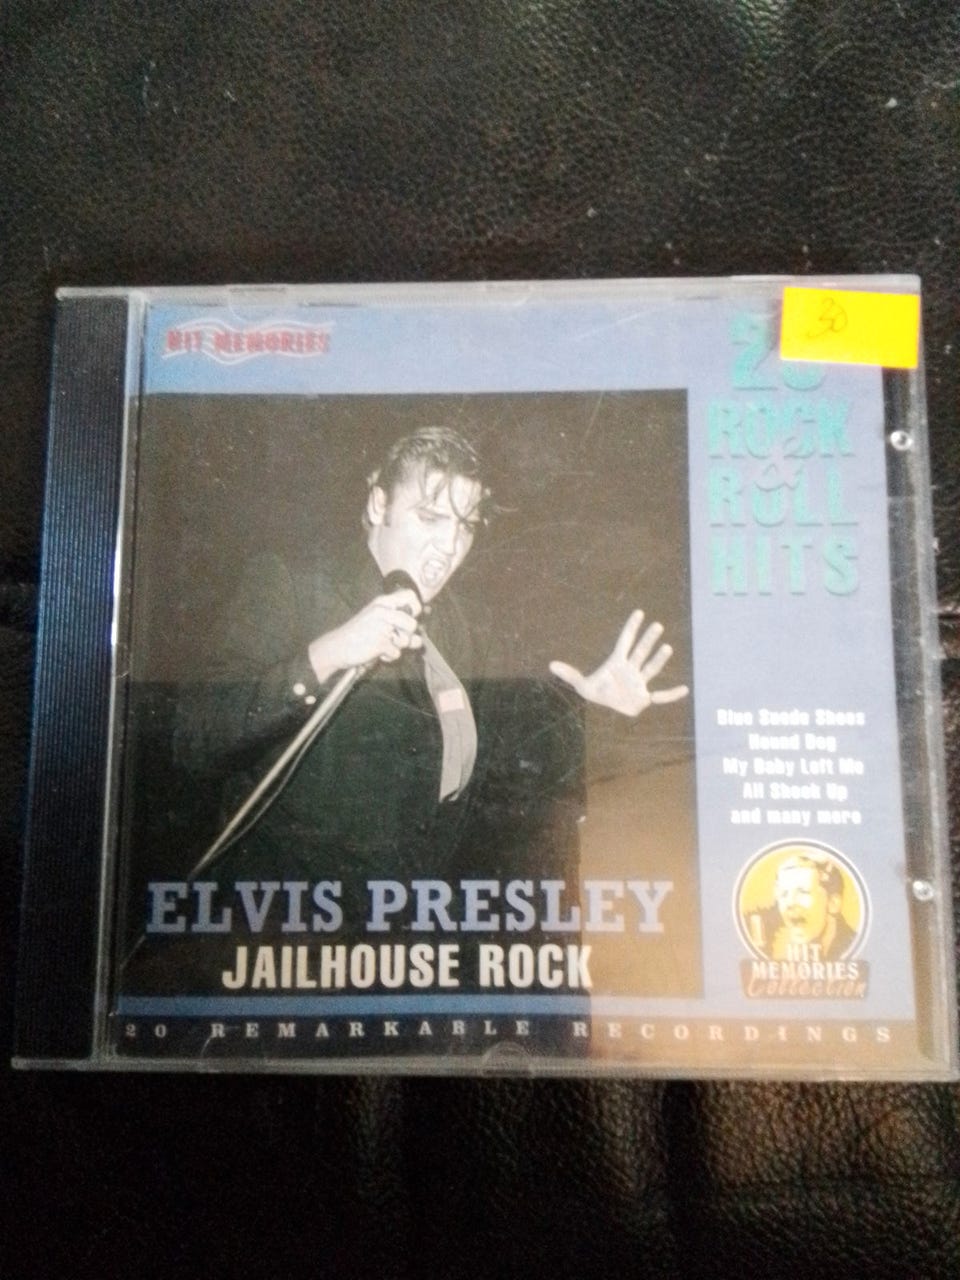 HIT MEMORIES
30
20
ROCK
&
ROLL
HITS
Blue Suede Shoes
Hound Dog
My Baby Left Me
All Shook Up
and many more
ELVIS PRESLEY
JAILHOUSE ROCK
HIT
MEMORIES
Collection
20 REMARKABLE RECORDINGS